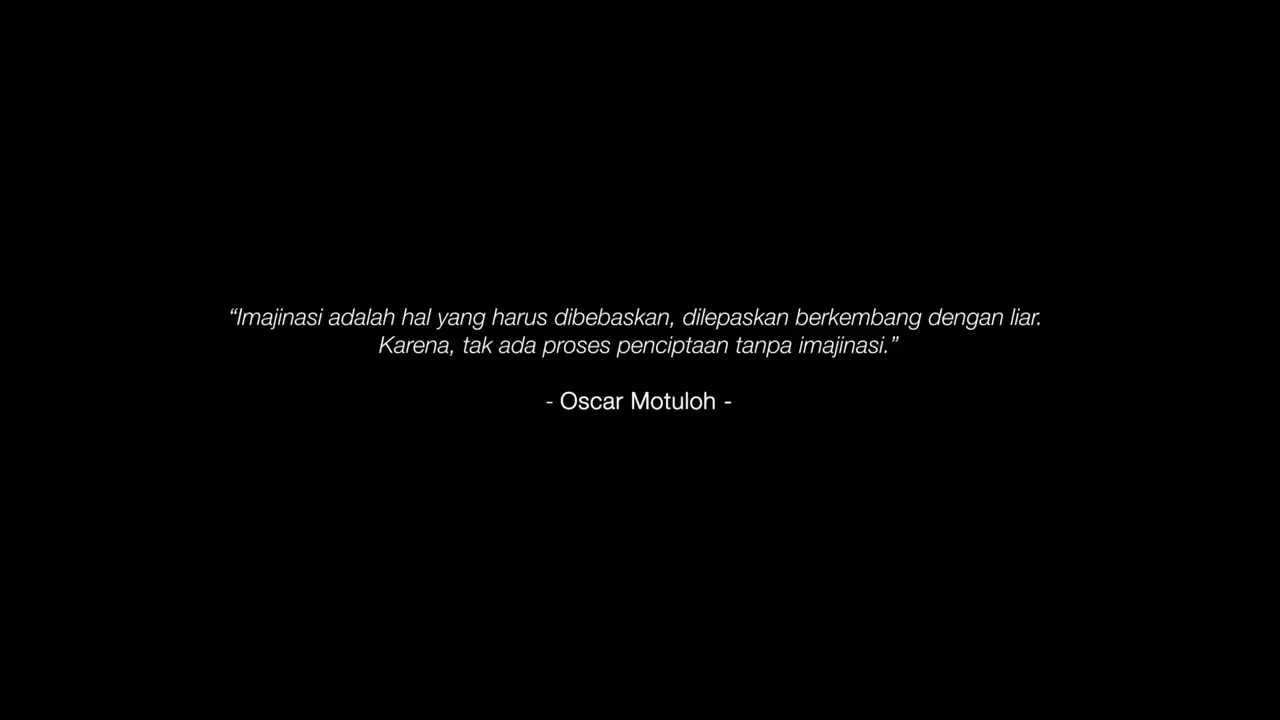 “Imajinasi adalah hal yang harus dibebaskan, dilepaskan berkembang dengan liar.
Karena, tak ada proses penciptaan tanpa imajinasi.”
- Oscar Motuloh -